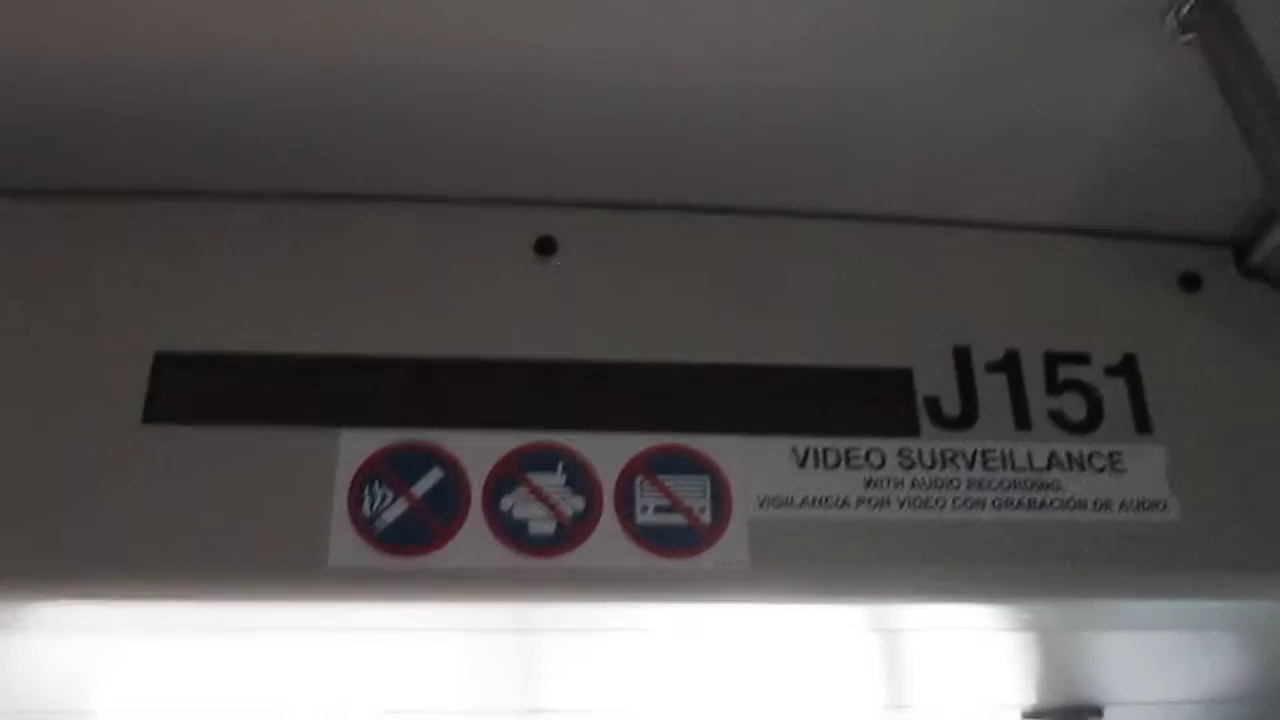 J151
VIDEO SURVEILLANCE
WITH AUDIO RECORDING
VIGILANCIA POR VIDEO CON GRABACIÓN DE AUDIO